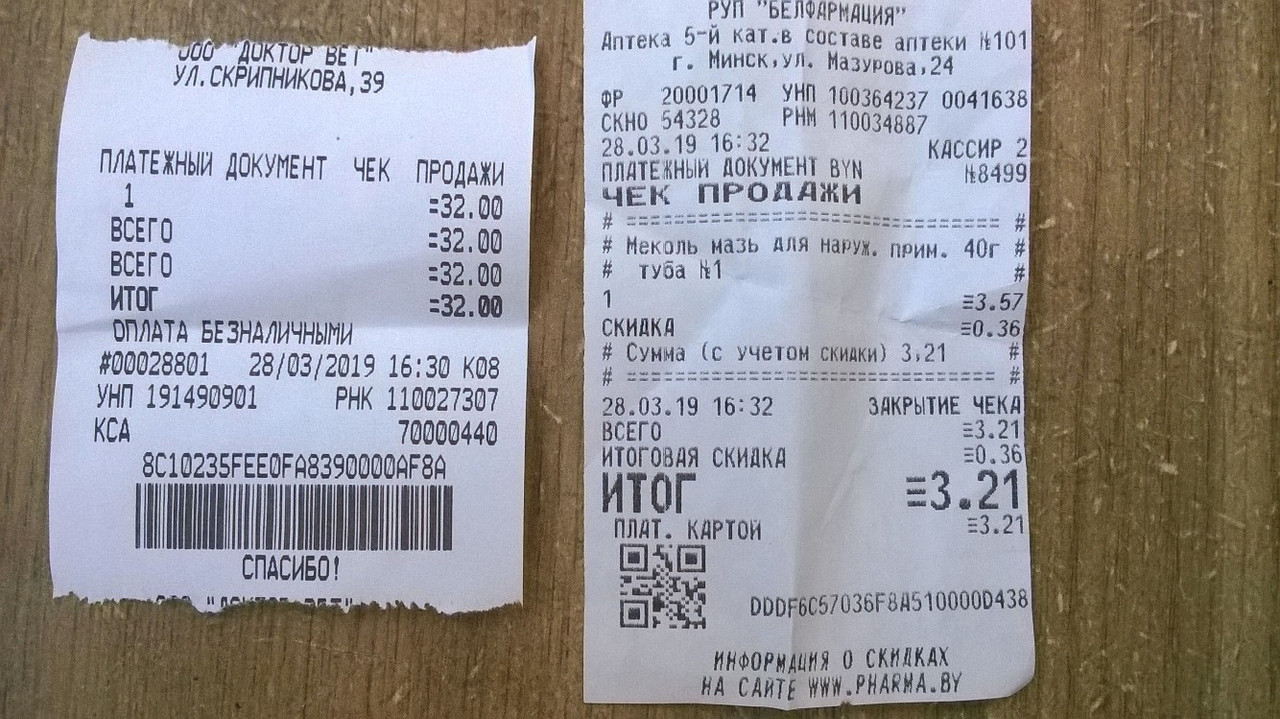 ООО "ДОКТОР ВЕТ"
УЛ.СКРИПНИКОВА,39
ПЛАТЕЖНЫЙ ДОКУМЕНТ ЧЕК ПРОДАЖИ
1 =32.00
ВСЕГО =32.00
ВСЕГО =32.00
ИТОГ =32.00
ОПЛАТА БЕЗНАЛИЧНЫМИ
#00028801 28/03/2019 16:30 К08
УНП 191490901 РНК 110027307
КСА 70000440
8C10235FEE0FA8390000AF8A
СПАСИБО!
ООО "ДОКТОР ВЕТ"
РУП "БЕЛФАРМАЦИЯ"
Аптека 5-й кат.в составе аптеки №101
г. Минск,ул. Мазурова,24
ФР 20001714 УНП 100364237 0041638
СКНО 54328 РНМ 110034887
28.03.19 16:32 КАССИР 2
ПЛАТЕЖНЫЙ ДОКУМЕНТ BYN №8499
ЧЕК ПРОДАЖИ
# =============================== #
# Меколь мазь для наруж. прим. 40г #
# туба №1 #
1 ≡3.57
СКИДКА ≡0.36
# Сумма (с учетом скидки) 3,21 #
# =============================== #
28.03.19 16:32 ЗАКРЫТИЕ ЧЕКА
ВСЕГО ≡3.21
ИТОГОВАЯ СКИДКА ≡0.36
ИТОГ ≡3.21
ПЛАТ. КАРТОЙ ≡3.21
DDDF6C57036F8A510000D438
ИНФОРМАЦИЯ О СКИДКАХ
НА САЙТЕ WWW.PHARMA.BY